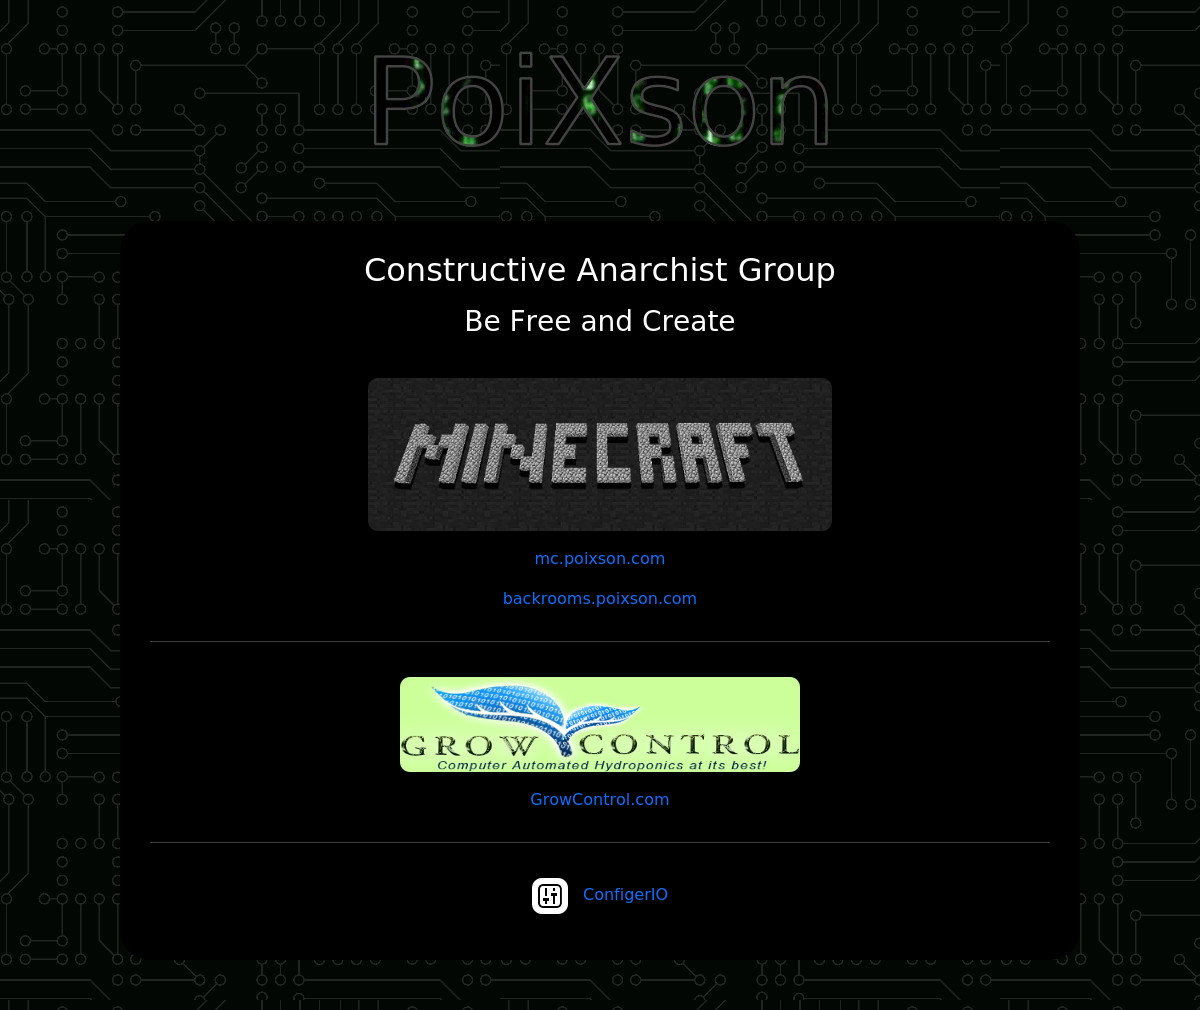 PoiXson
Constructive Anarchist Group
Be Free and Create
MINECRAFT
mc.poixson.com
backrooms.poixson.com
GROW CONTROL
Computer Automated Hydroponics at its best!
GrowControl.com
ConfigerIO